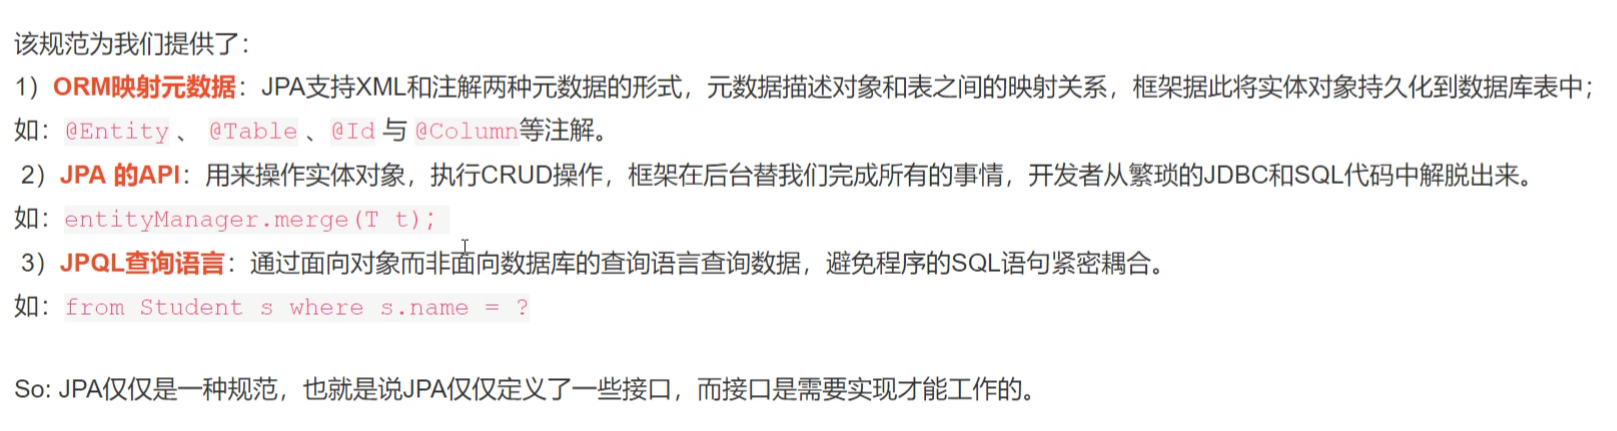 该规范为我们提供了：
1）ORM映射元数据：JPA支持XML和注解两种元数据的形式，元数据描述对象和表之间的映射关系，框架据此将实体对象持久化到数据库表中；
如：@Entity 、 @Table 、@Id 与 @Column等注解。
2）JPA 的API：用来操作实体对象，执行CRUD操作，框架在后台替我们完成所有的事情，开发者从繁琐的JDBC和SQL代码中解脱出来。
如：entityManager.merge(T t);
3）JPQL查询语言：通过面向对象而非面向数据库的查询语言查询数据，避免程序的SQL语句紧密耦合。
如：from Student s where s.name = ?
So: JPA仅仅是一种规范，也就是说JPA仅仅定义了一些接口，而接口是需要实现才能工作的。